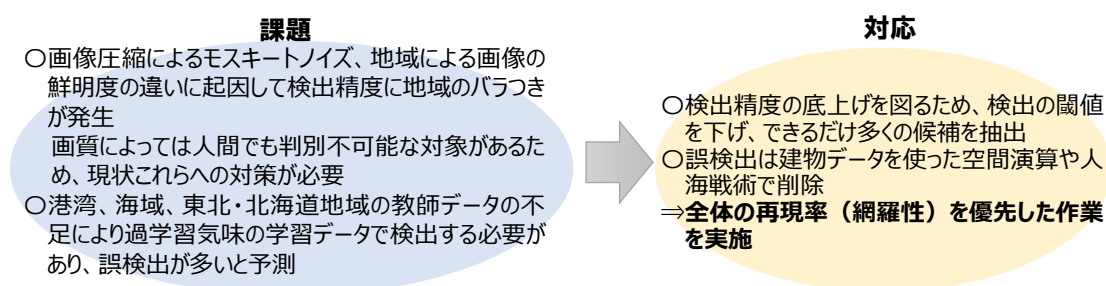 課題
〇画像圧縮によるモスキートノイズ、地域による画像の
鮮明度の違いに起因して検出精度に地域のバラつき
が発生
画質によっては人間でも判別不可能な対象があるた
め、現状これらへの対策が必要
〇港湾、海域、東北・北海道地域の教師データの不
足により過学習気味の学習データで検出する必要が
あり、誤検出が多いと予測
対応
〇検出精度の底上げを図るため、検出の閾値
を下げ、できるだけ多くの候補を抽出
〇誤検出は建物データを使った空間演算や人
海戦術で削除
⇒全体の再現率（網羅性）を優先した作業
を実施